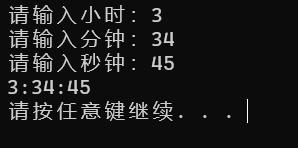 请输入小时: 3
请输入分钟: 34
请输入秒钟: 45
3:34:45
请按任意键继续. . .